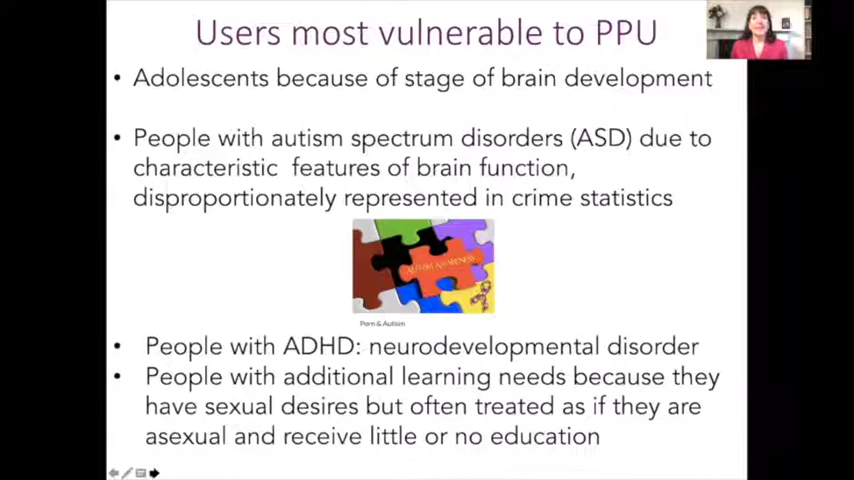 Users most vulnerable to PPU
• Adolescents because of stage of brain development
• People with autism spectrum disorders (ASD) due to
characteristic features of brain function,
disproportionately represented in crime statistics
AUTISM AWARENESS
Porn & Autism
• People with ADHD: neurodevelopmental disorder
• People with additional learning needs because they
have sexual desires but often treated as if they are
asexual and receive little or no education